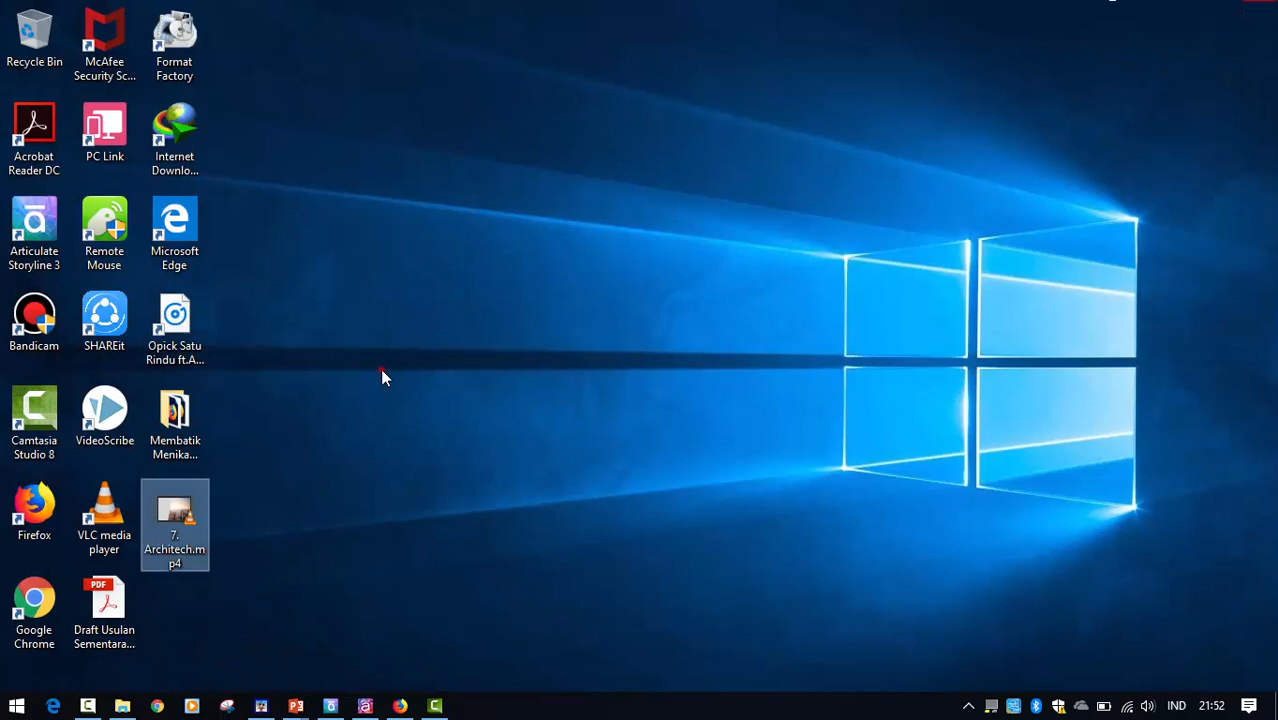 Recycle Bin
McAfee
Security Sc...
Format
Factory
Acrobat
Reader DC
PC Link
Internet
Downlo...
Articulate
Storyline 3
Remote
Mouse
Microsoft
Edge
Bandicam
SHAREit
Opick Satu
Rindu ft.A...
Camtasia
Studio 8
VideoScribe
Membatik
Menika...
Firefox
VLC media
player
7.
Architech.m
p4
Google
Chrome
PDF
Draft Usulan
Sementara...
IND
21:52